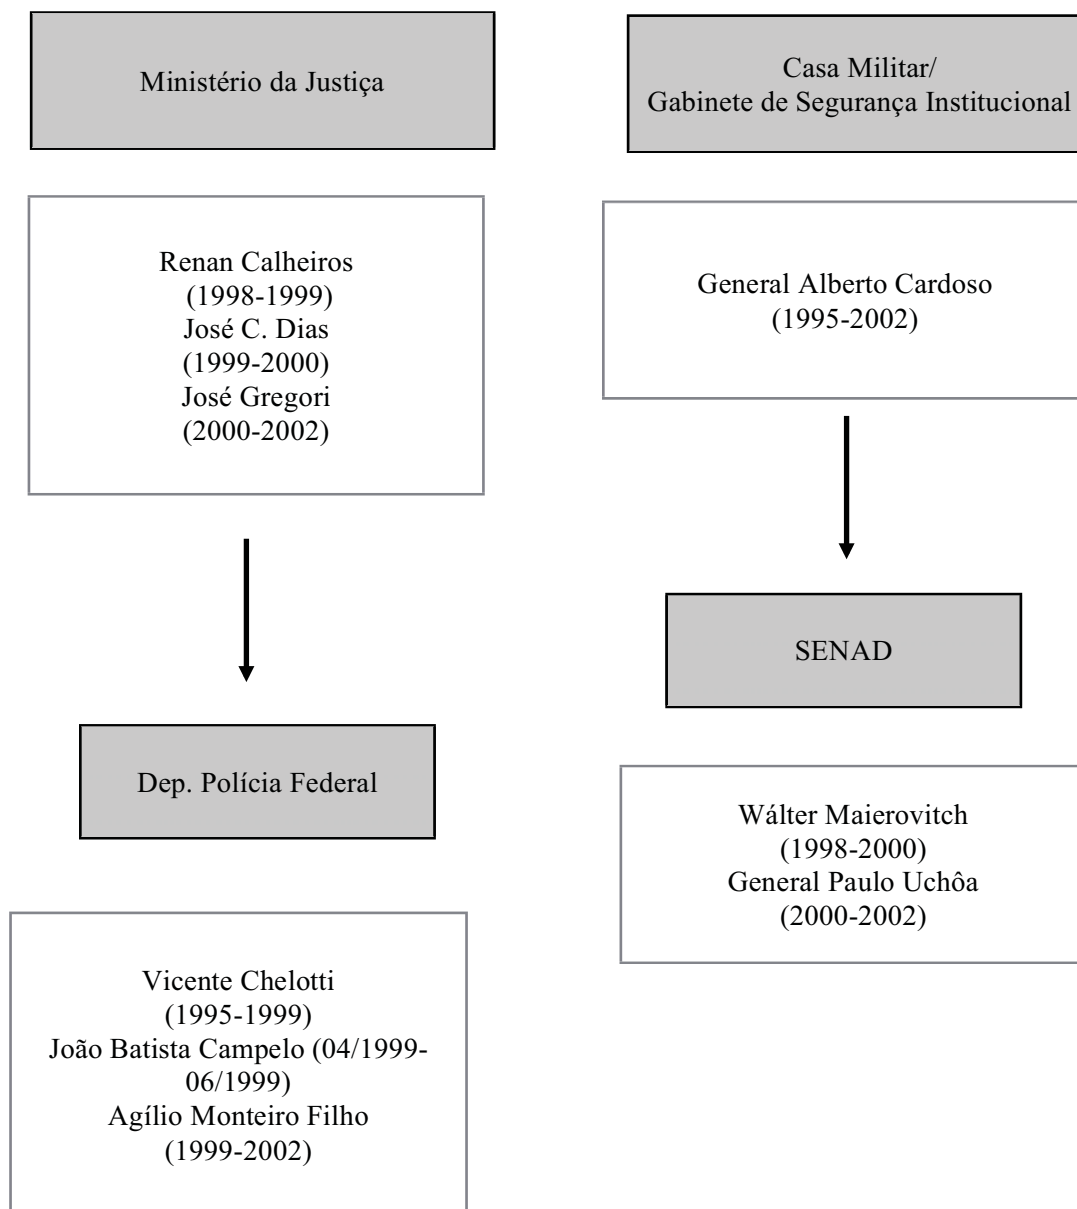 Ministério da Justiça
Renan Calheiros
(1998-1999)
José C. Dias
(1999-2000)
José Gregori
(2000-2002)
Dep. Polícia Federal
Vicente Chelotti
(1995-1999)
João Batista Campelo (04/1999-
06/1999)
Agílio Monteiro Filho
(1999-2002)
Casa Militar/
Gabinete de Segurança Institucional
General Alberto Cardoso
(1995-2002)
SENAD
Wálter Maierovitch
(1998-2000)
General Paulo Uchôa
(2000-2002)